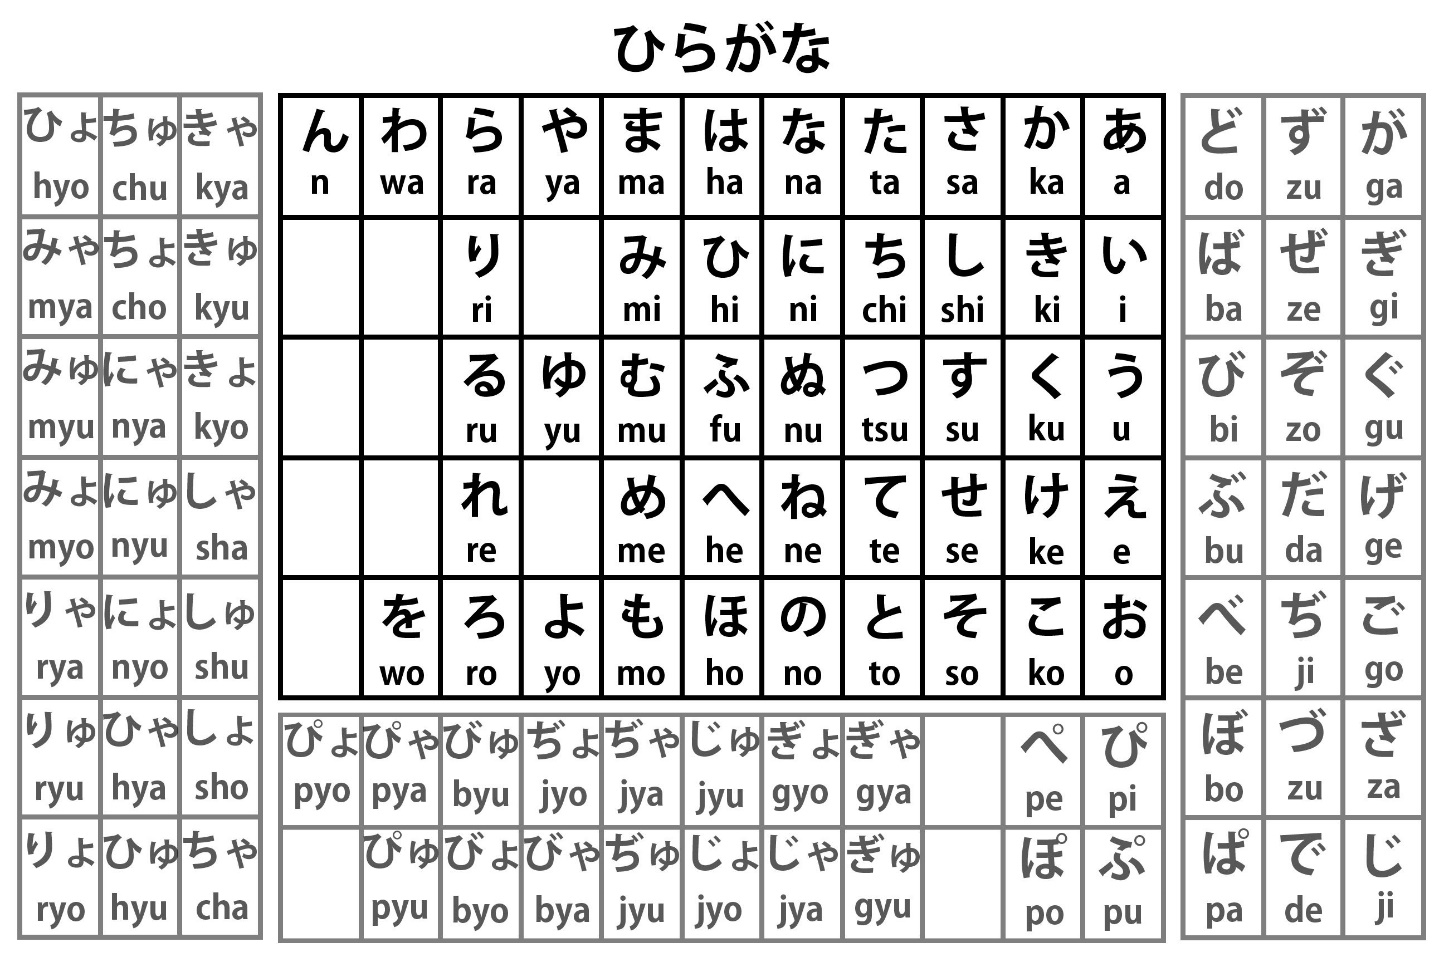 ひらがな
ひょ ちゅ きゃ
hyo chu kya
みゃ ちょ きゅ
mya cho kyu
みゅ にゃ きょ
myu nya kyo
みょ にゅ しゃ
myo nyu sha
りゃ にょ しゅ
rya nyo shu
りゅ ひゃ しょ
ryu hya sho
りょ ひゅ ちゃ
ryo hyu cha
ん わ ら や ま は な た さ か あ
n wa ra ya ma ha na ta sa ka a
り み ひ に ち し き い
ri mi hi ni chi shi ki i
る ゆ む ふ ぬ つ す く う
ru yu mu fu nu tsu su ku u
れ め へ ね て せ け え
re me he ne te se ke e
を ろ よ も ほ の と そ こ お
wo ro yo mo ho no to so ko o
ぴょ ぴゃ びゅ ぢょ ぢゃ じゅ ぎょ ぎゃ ぺ ぴ
pyo pya byu jyo jya jyu gyo gya pe pi
ぴゅ びょ びゃ ぢゅ じょ じゃ ぎゅ ぽ ぷ
pyu byo bya jyu jyo jya gyu po pu
ど ず が
do zu ga
ば ぜ ぎ
ba ze gi
び ぞ ぐ
bi zo gu
ぶ だ げ
bu da ge
べ ぢ ご
be ji go
ぼ づ ざ
bo zu za
ぱ で じ
pa de ji